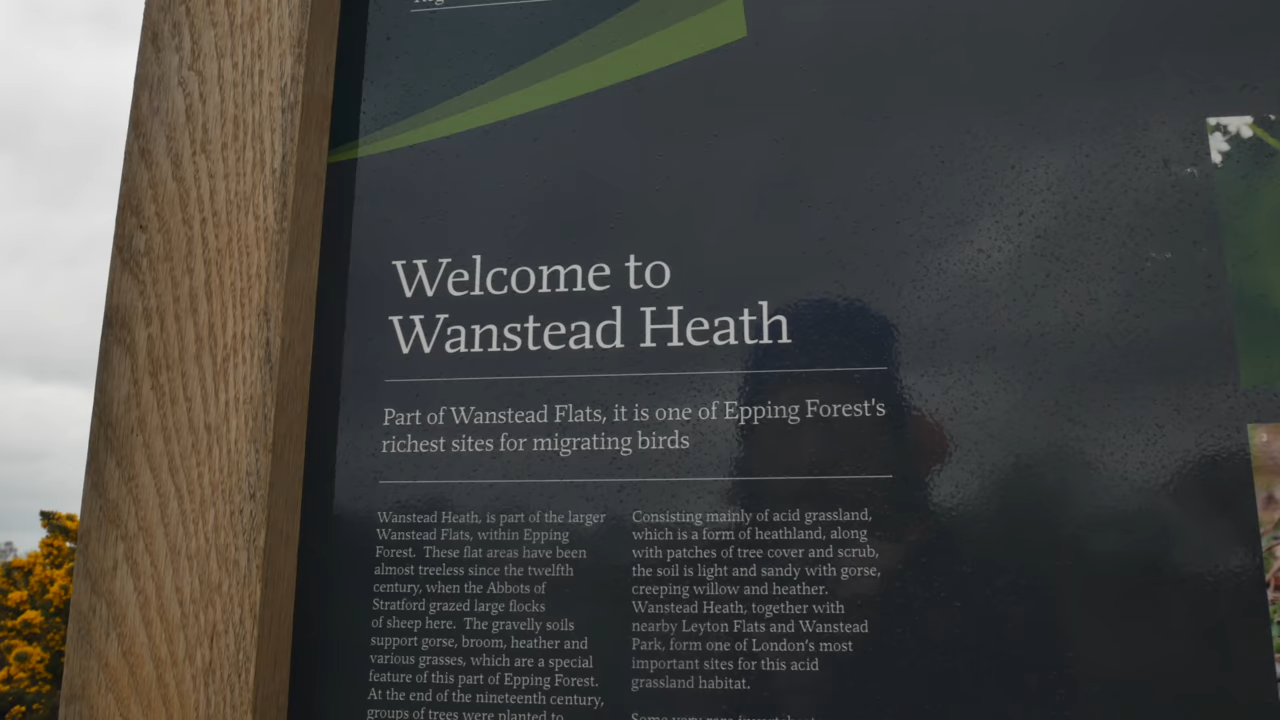 Welcome to
Wanstead Heath
Part of Wanstead Flats, it is one of Epping Forest's
richest sites for migrating birds
Wanstead Heath, is part of the larger
Wanstead Flats, within Epping
Forest. These flat areas have been
almost treeless since the twelfth
century, when the Abbots of
Stratford grazed large flocks
of sheep here. The gravelly soils
support gorse, broom, heather and
various grasses, which are a special
feature of this part of Epping Forest.
At the end of the nineteenth century,
groups of trees were planted to
Consisting mainly of acid grassland,
which is a form of heathland, along
with patches of tree cover and scrub,
the soil is light and sandy with gorse,
creeping willow and heather.
Wanstead Heath, together with
nearby Leyton Flats and Wanstead
Park, form one of London's most
important sites for this acid
grassland habitat.
Some very rare